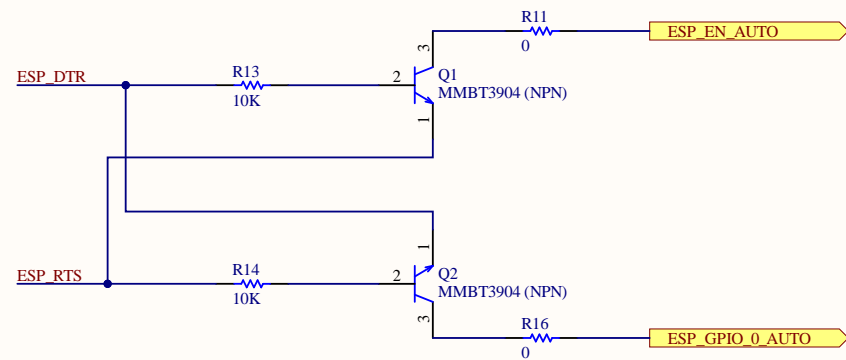 R11
0
ESP_EN_AUTO
3
ESP_DTR
R13
10K
2
Q1
MMBT3904 (NPN)
1
1
ESP_RTS
R14
10K
2
Q2
MMBT3904 (NPN)
3
R16
0
ESP_GPIO_0_AUTO